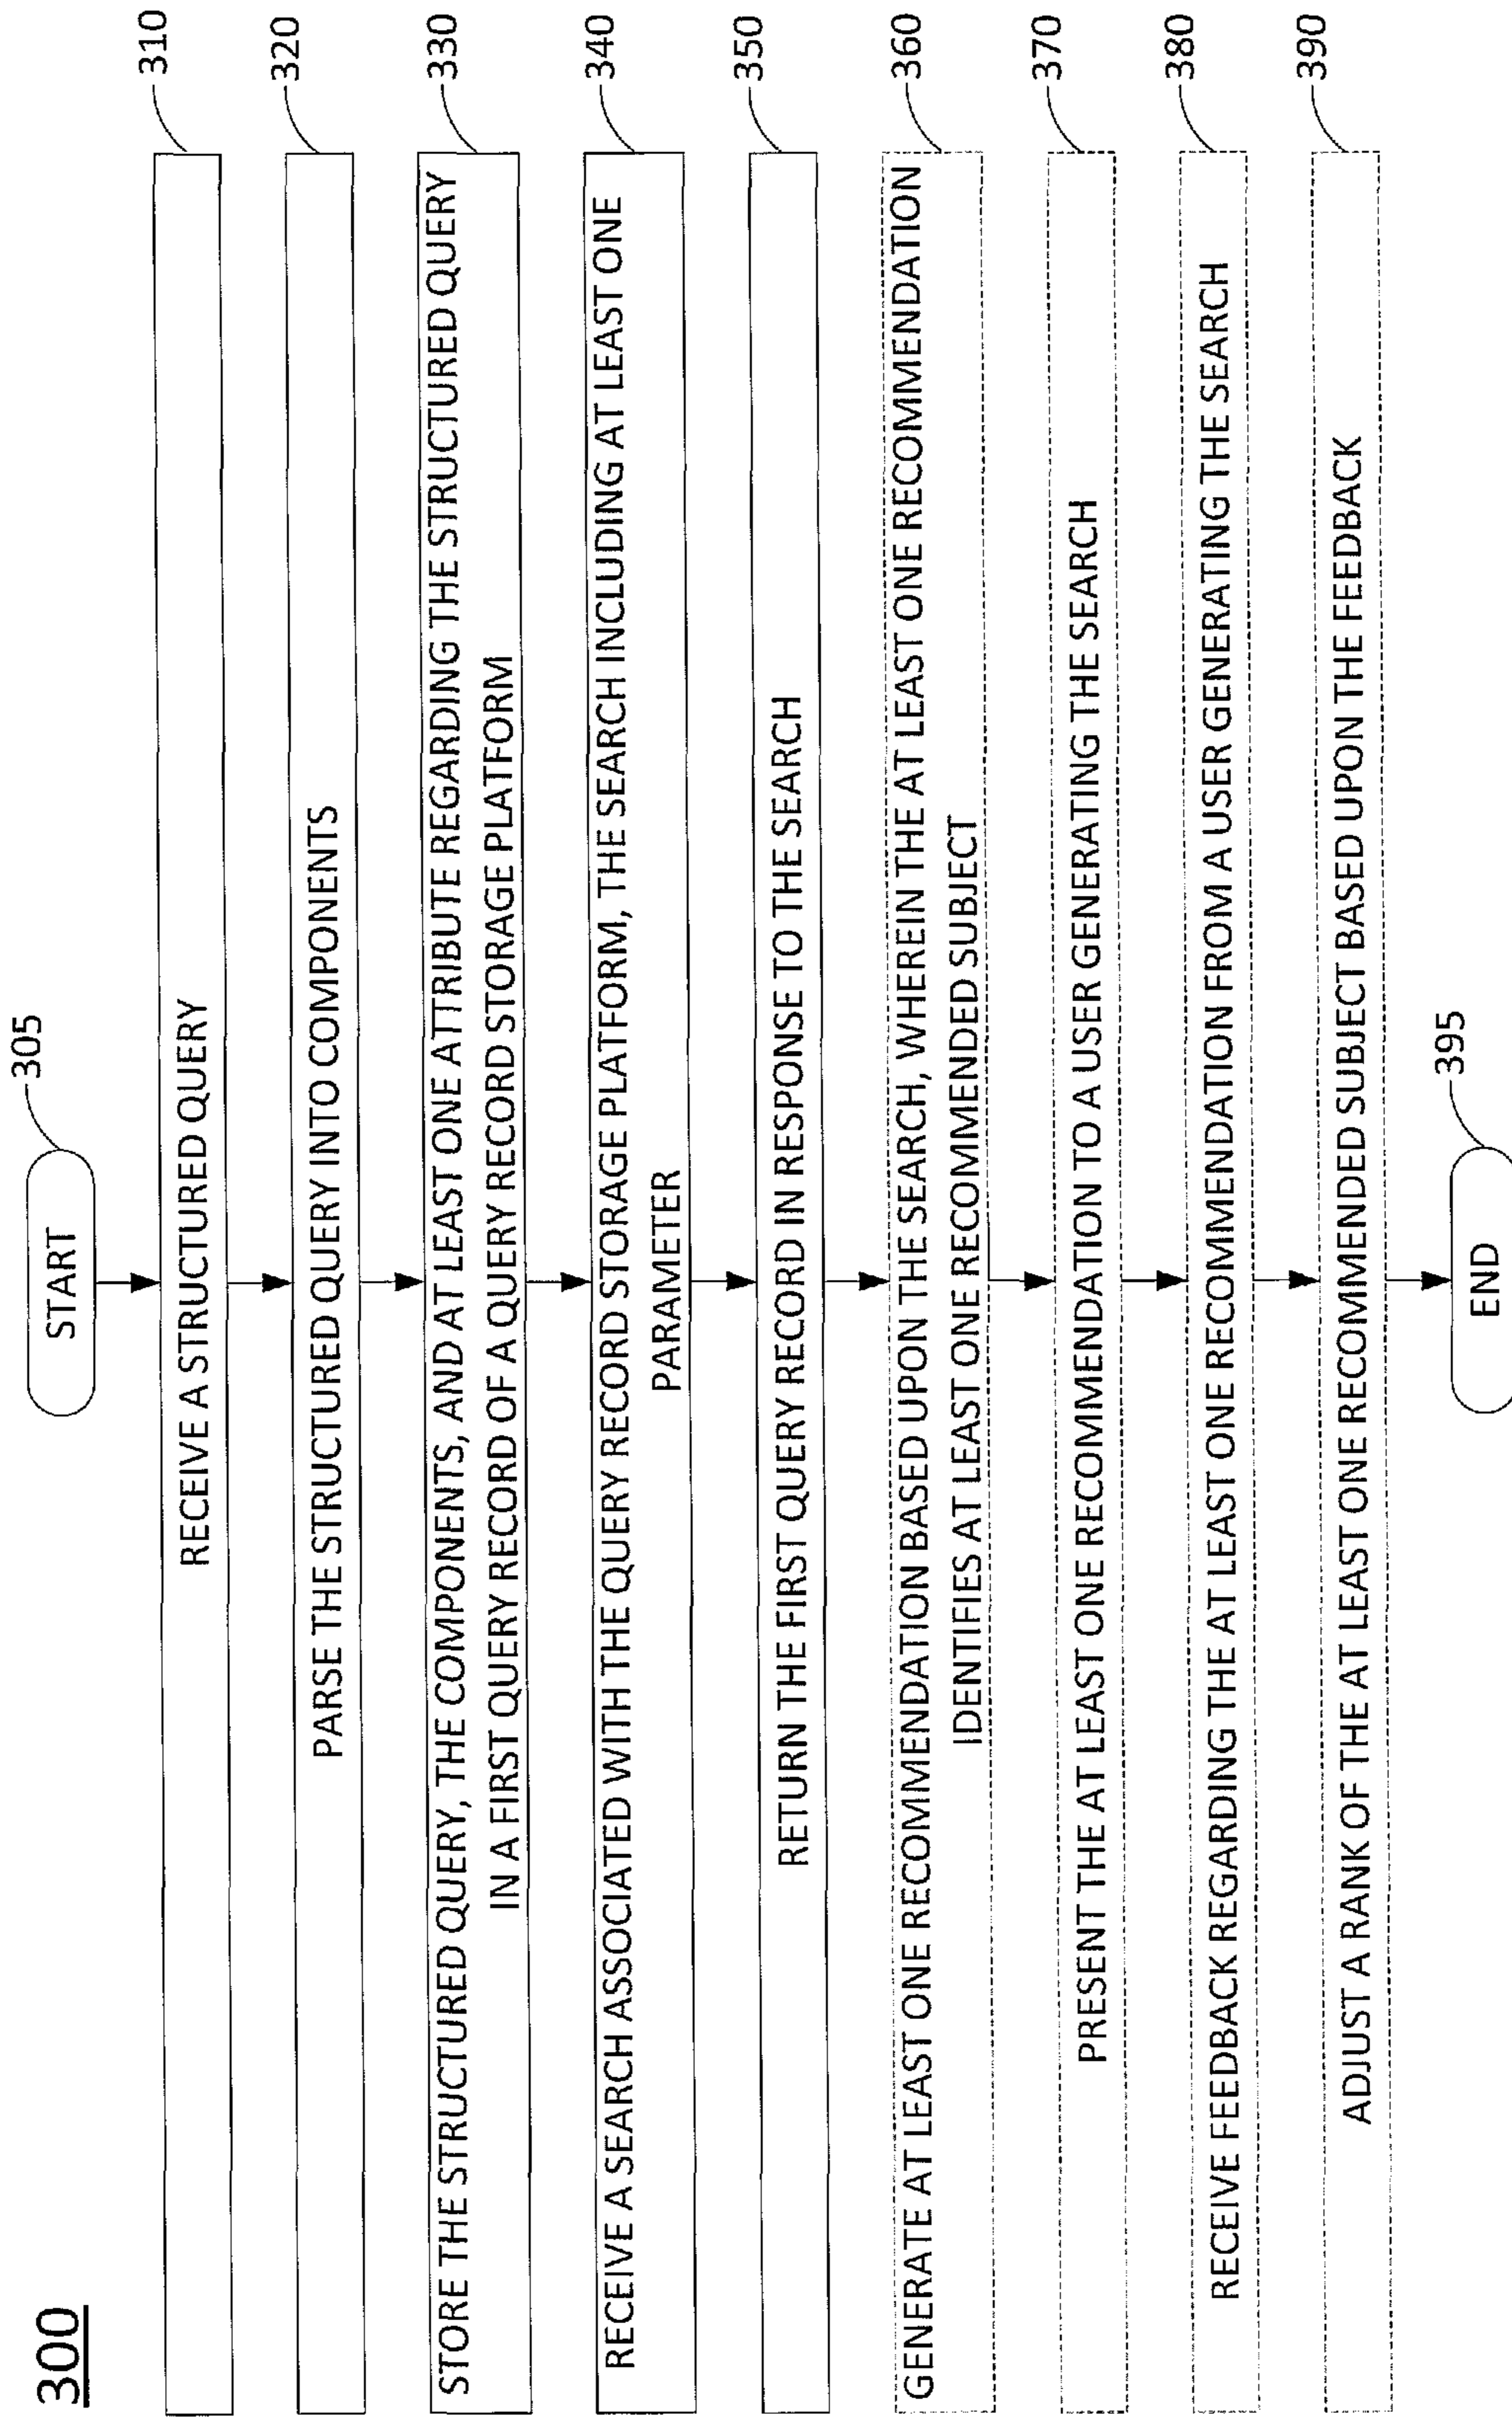 300
START
305
RECEIVE A STRUCTURED QUERY
310
PARSE THE STRUCTURED QUERY INTO COMPONENTS
320
STORE THE STRUCTURED QUERY, THE COMPONENTS, AND AT LEAST ONE ATTRIBUTE REGARDING THE STRUCTURED QUERY
IN A FIRST QUERY RECORD OF A QUERY RECORD STORAGE PLATFORM
330
RECEIVE A SEARCH ASSOCIATED WITH THE QUERY RECORD STORAGE PLATFORM, THE SEARCH INCLUDING AT LEAST ONE
PARAMETER
340
RETURN THE FIRST QUERY RECORD IN RESPONSE TO THE SEARCH
350
GENERATE AT LEAST ONE RECOMMENDATION BASED UPON THE SEARCH, WHEREIN THE AT LEAST ONE RECOMMENDATION
IDENTIFIES AT LEAST ONE RECOMMENDED SUBJECT
360
PRESENT THE AT LEAST ONE RECOMMENDATION TO A USER GENERATING THE SEARCH
370
RECEIVE FEEDBACK REGARDING THE AT LEAST ONE RECOMMENDATION FROM A USER GENERATING THE SEARCH
380
ADJUST A RANK OF THE AT LEAST ONE RECOMMENDED SUBJECT BASED UPON THE FEEDBACK
390
END
395